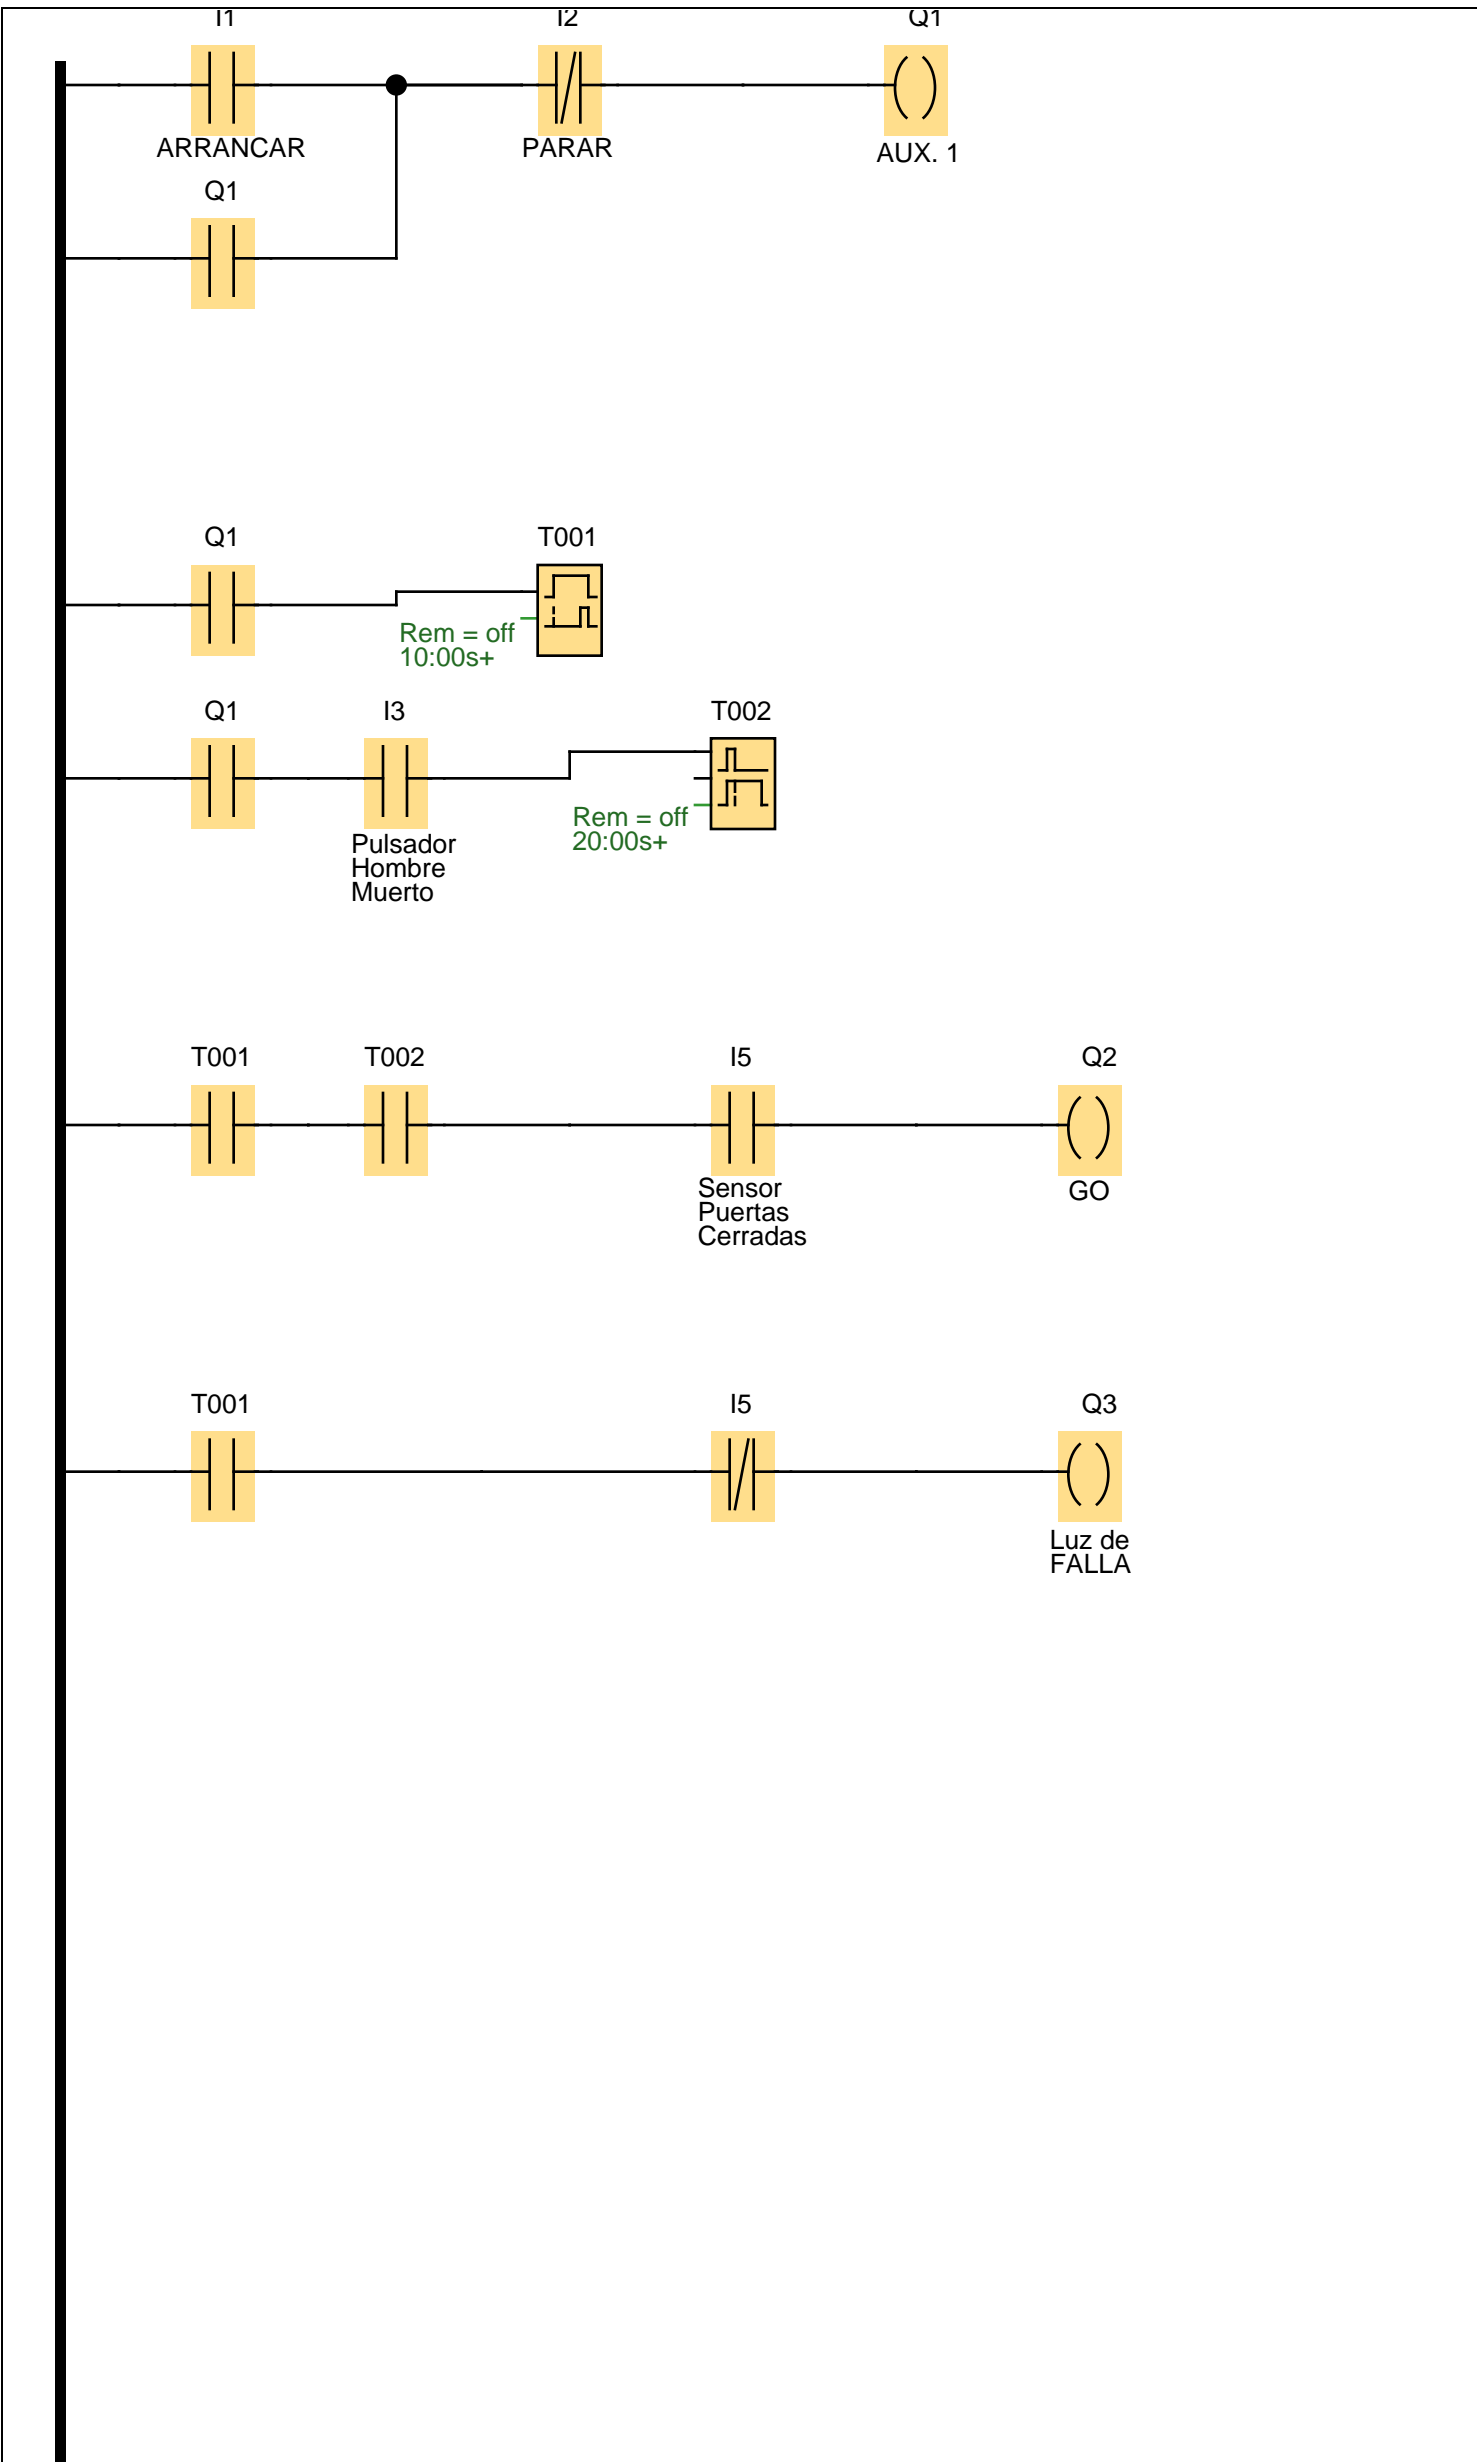 I1 I2 Q1
ARRANCAR PARAR AUX. 1
Q1
Q1 T001
Rem = off
10:00s+
Q1 I3 T002
Rem = off
20:00s+
Pulsador
Hombre
Muerto
T001 T002 I5 Q2
Sensor
Puertas
Cerradas
GO
T001 I5 Q3
Luz de
FALLA